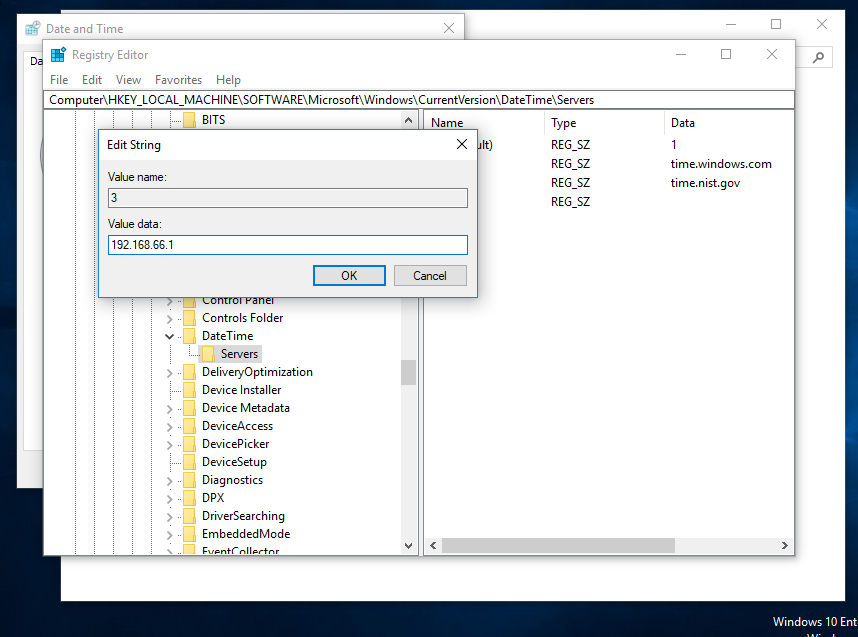 Date and Time
Da
Registry Editor
File Edit View Favorites Help
Computer\HKEY_LOCAL_MACHINE\SOFTWARE\Microsoft\Windows\CurrentVersion\DateTime\Servers
BITS
Name Type Data
ult) REG_SZ 1
REG_SZ time.windows.com
REG_SZ time.nist.gov
REG_SZ
Edit String
Value name:
3
Value data:
192.168.66.1
OK Cancel
Control Panel
Controls Folder
DateTime
Servers
DeliveryOptimization
Device Installer
Device Metadata
DeviceAccess
DevicePicker
DeviceSetup
Diagnostics
DPX
DriverSearching
EmbeddedMode
EventCollector
Windows 10 Ent
Windo